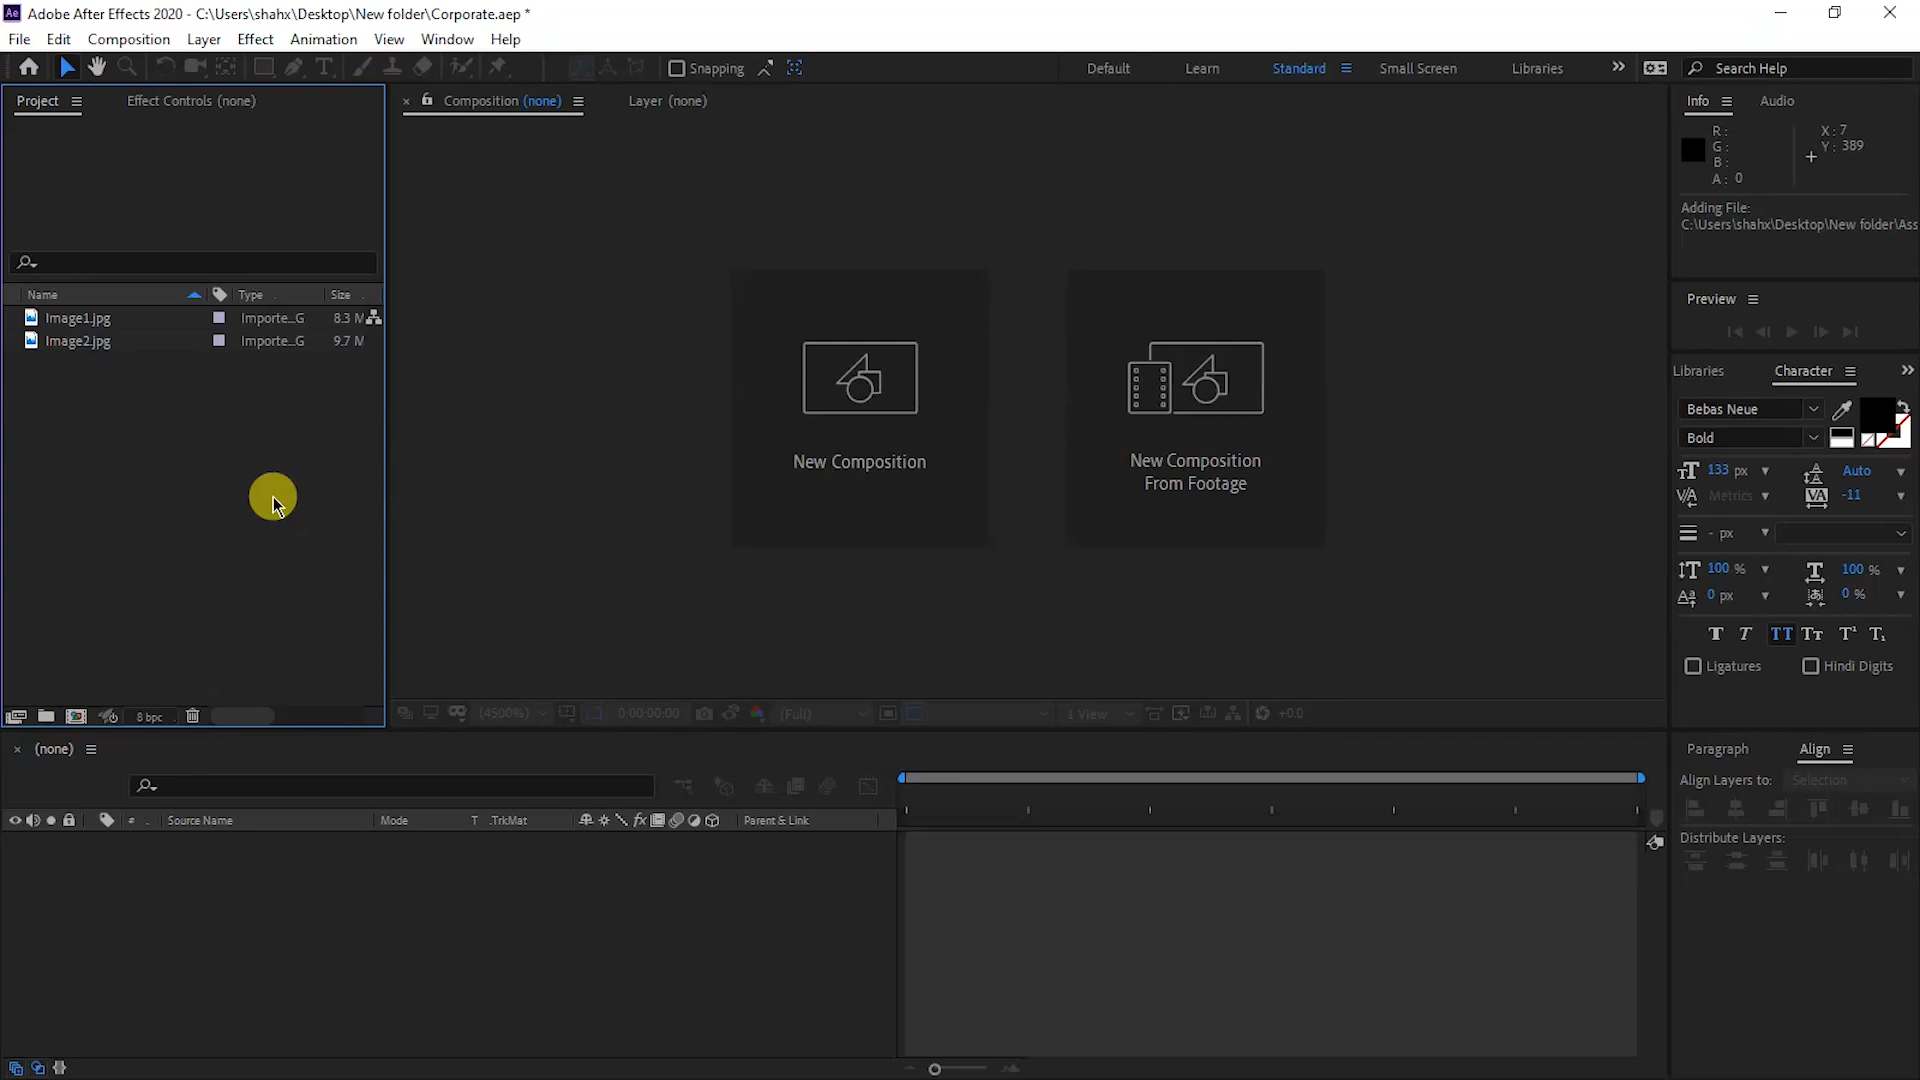 Ae Adobe After Effects 2020 - C:\Users\shahx\Desktop\New folder\Corporate.aep *
File Edit Composition Layer Effect Animation View Window Help
Snapping Default Learn Standard Small Screen Libraries Search Help
Project Effect Controls (none)
Composition (none) Layer (none)
Info Audio
R:
G:
B:
A: 0
X: 7
Y: 389
Adding File:
C:\Users\shahx\Desktop\New folder\Ass
Name Type Size
Image1.jpg Importe...G 8.3 M
Image2.jpg Importe...G 9.7 M
New Composition
New Composition
From Footage
Preview
Libraries Character
Bebas Neue
Bold
133 px Auto
Metrics -11
- px
100 % 100 %
0 px 0 %
Ligatures Hindi Digits
8 bpc
(4500%) 0:00:00:00 (Full) 1 View +0.0
(none)
Source Name Mode T .TrkMat Parent & Link
Paragraph Align
Align Layers to: Selection
Distribute Layers: